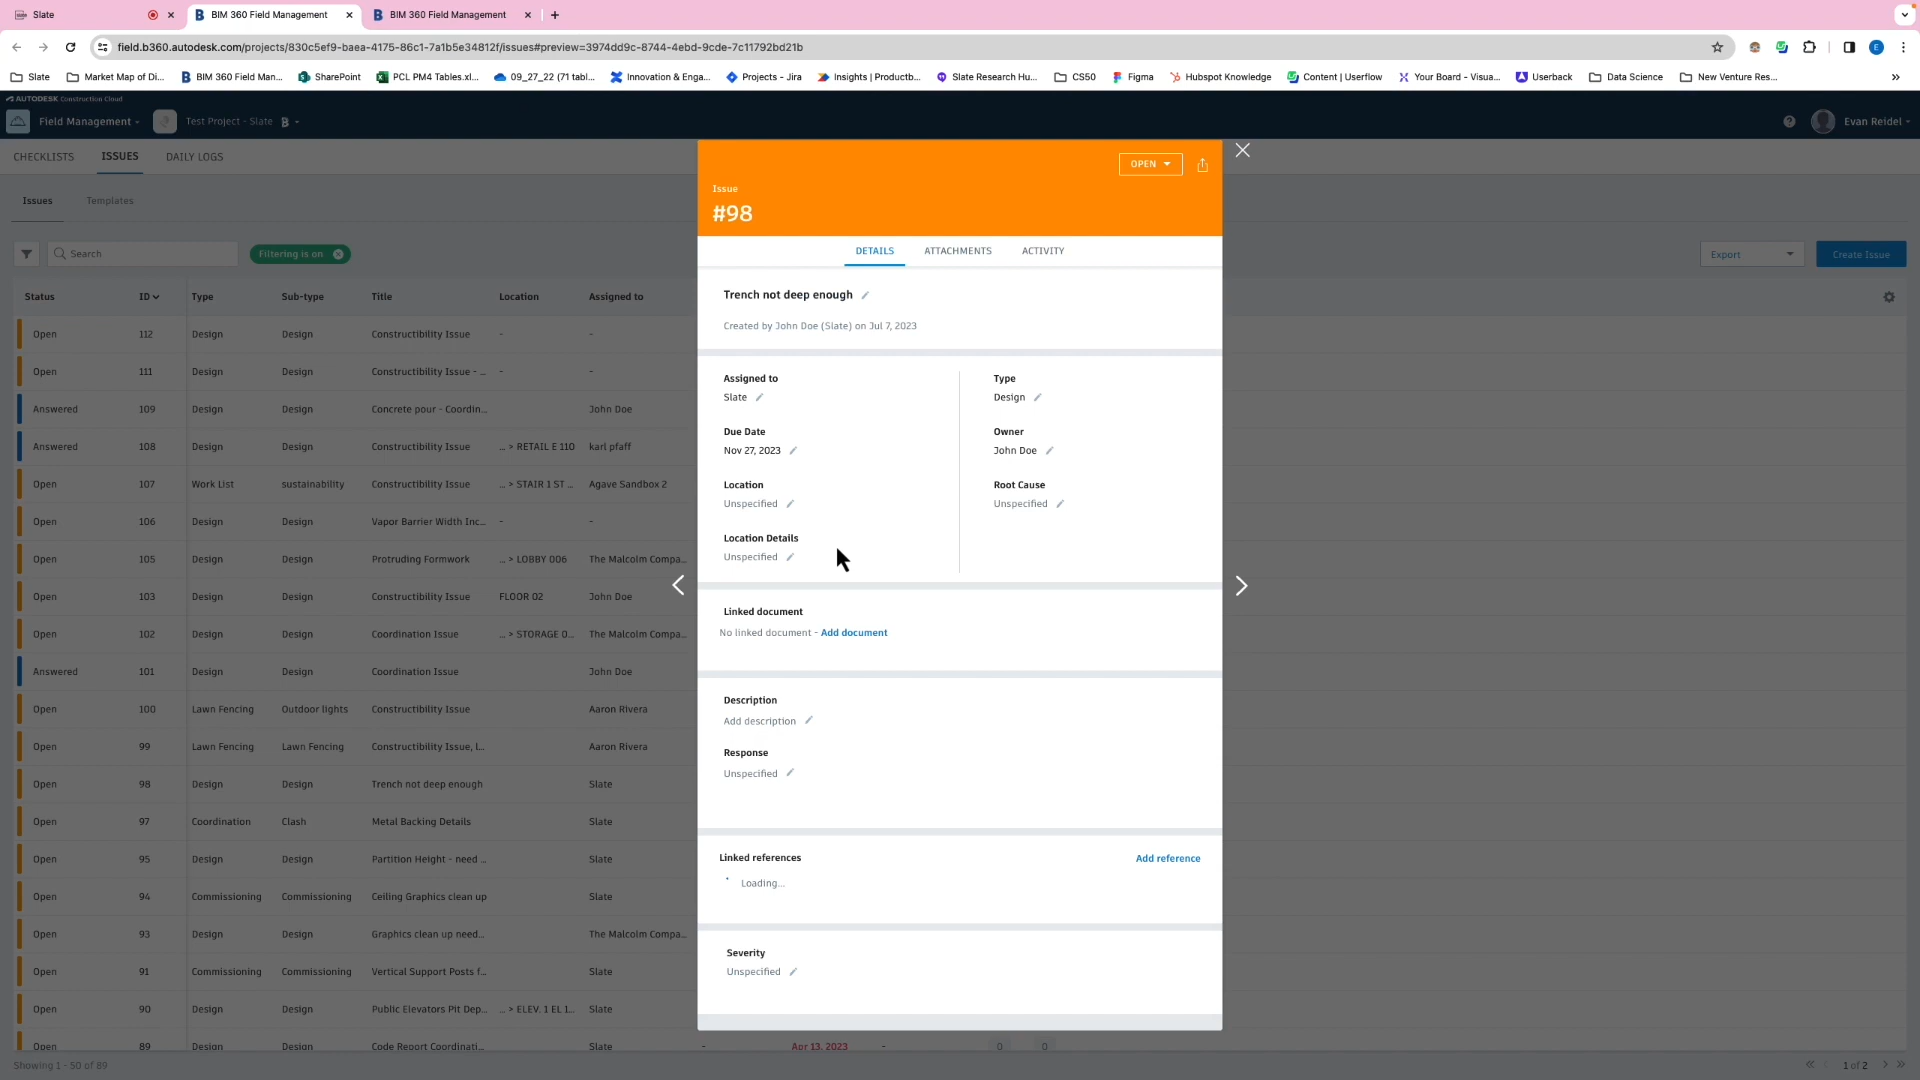 Slate
BIM 360 Field Management
BIM 360 Field Management
field.b360.autodesk.com/projects/830c5ef9-baea-4175-86c1-7a1b5e34812f/issues#preview=3974dd9c-8744-4ebd-9cde-7c11792bd21b
E
Slate
Market Map of Di...
BIM 360 Field Man...
SharePoint
PCL PM4 Tables.xl...
09_27_22 (71 tabl...
Innovation & Enga...
Projects - Jira
Insights | Productb...
Slate Research Hu...
CS50
Figma
Hubspot Knowledge
Content | Userflow
Your Board - Visua...
Userback
Data Science
New Venture Res...
AUTODESK Construction Cloud
Field Management
Test Project - Slate
Evan Reidel
CHECKLISTS
ISSUES
DAILY LOGS
Issues
Templates
Search
Filtering is on
Export
Create Issue
Status ID Type Sub-type Title Location Assigned to
Open 112 Design Design Constructibility Issue - -
Open 111 Design Design Constructibility Issue - ... - -
Answered 109 Design Design Concrete pour - Coordin... John Doe
Answered 108 Design Design Constructibility Issue ... > RETAIL E 110 karl pfaff
Open 107 Work List sustainability Constructibility Issue ... > STAIR 1 ST ... Agave Sandbox 2
Open 106 Design Design Vapor Barrier Width Inc... - -
Open 105 Design Design Protruding Formwork ... > LOBBY 006 The Malcolm Compa...
Open 103 Design Design Constructibility Issue FLOOR 02 John Doe
Open 102 Design Design Coordination Issue ... > STORAGE 0... The Malcolm Compa...
Answered 101 Design Design Coordination Issue John Doe
Open 100 Lawn Fencing Outdoor lights Constructibility Issue Aaron Rivera
Open 99 Lawn Fencing Lawn Fencing Constructibility Issue, L... Aaron Rivera
Open 98 Design Design Trench not deep enough Slate
Open 97 Coordination Clash Metal Backing Details Slate
Open 95 Design Design Partition Height - need ... Slate
Open 94 Commissioning Commissioning Ceiling Graphics clean up Slate
Open 93 Design Design Graphics clean up need... The Malcolm Compa...
Open 91 Commissioning Commissioning Vertical Support Posts f... Slate
Open 90 Design Design Public Elevators Pit Dep... ... > ELEV. 1 EL 1... Slate
Open 89 Design Design Code Report Coordinati... Slate - Apr 13, 2023 - 0 0
Showing 1 - 50 of 89
1 of 2
OPEN
Issue
#98
DETAILS
ATTACHMENTS
ACTIVITY
Trench not deep enough
Created by John Doe (Slate) on Jul 7, 2023
Assigned to
Slate
Due Date
Nov 27, 2023
Location
Unspecified
Location Details
Unspecified
Type
Design
Owner
John Doe
Root Cause
Unspecified
Linked document
No linked document - Add document
Description
Add description
Response
Unspecified
Linked references
Add reference
Loading...
Severity
Unspecified